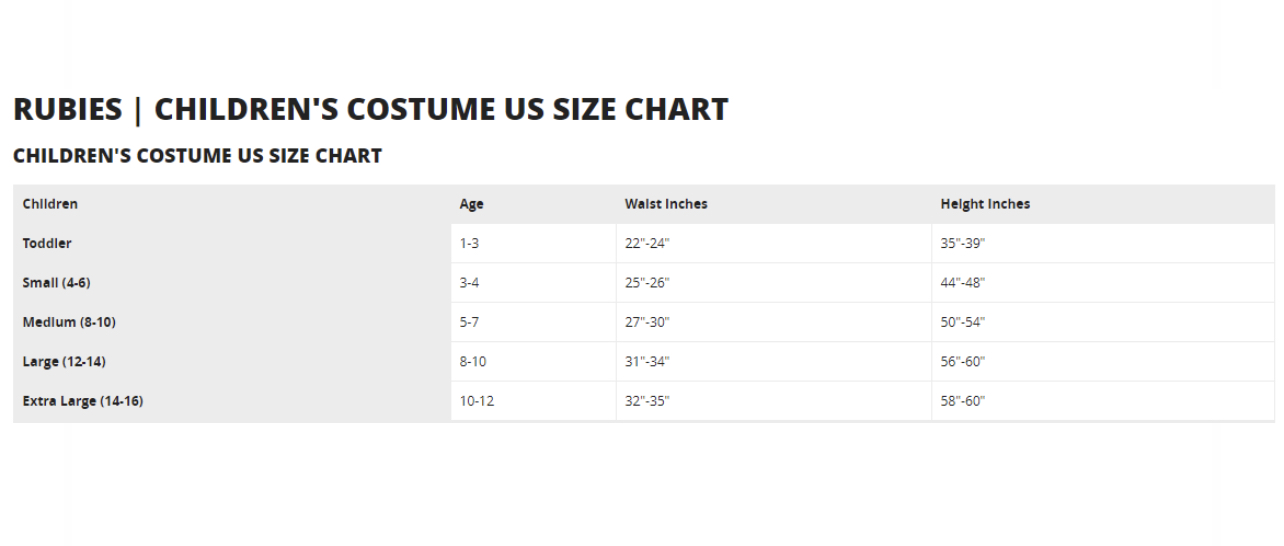 RUBIES | CHILDREN'S COSTUME US SIZE CHART
CHILDREN'S COSTUME US SIZE CHART
Children Age Waist Inches Height Inches
Toddler 1-3 22"-24" 35"-39"
Small (4-6) 3-4 25"-26" 44"-48"
Medium (8-10) 5-7 27"-30" 50"-54"
Large (12-14) 8-10 31"-34" 56"-60"
Extra Large (14-16) 10-12 32"-35" 58"-60"